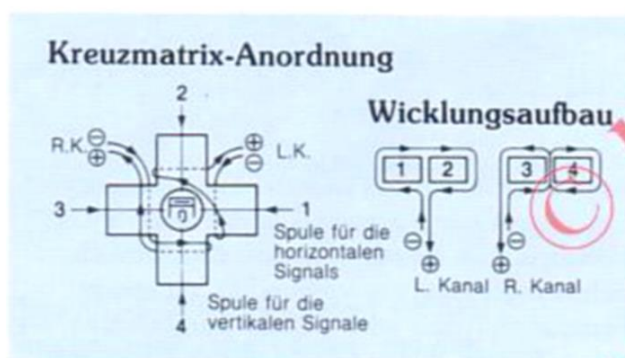 Kreuzmatrix-Anordnung
2
R.K. ⊖
⊕
⊕
⊖ L.K.
3
1
Spule für die
horizontalen
Signals
Spule für die
vertikalen Signale
4
Wicklungsaufbau
1 2
3 4
⊖
⊕
⊖
⊕
L. Kanal R. Kanal